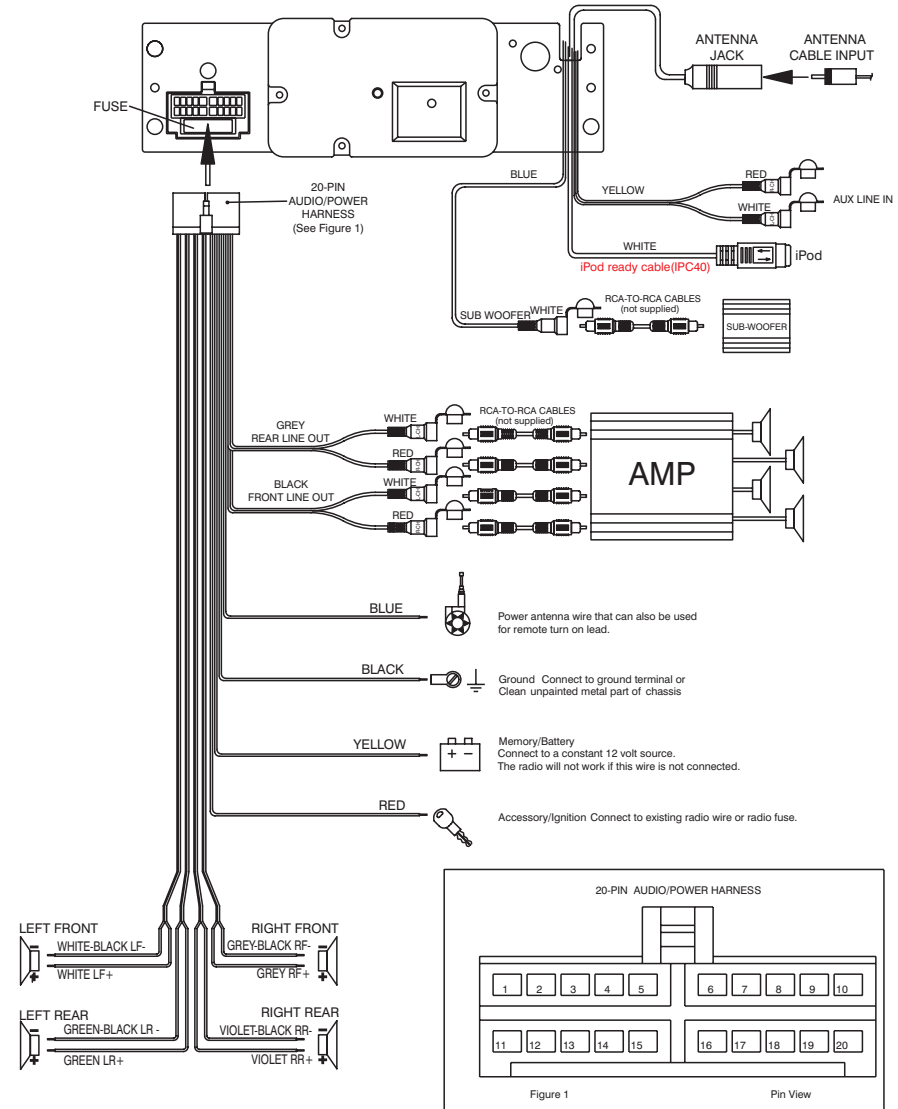 ANTENNA
JACK
ANTENNA
CABLE INPUT
FUSE
BLUE
RED
YELLOW
WHITE
AUX LINE IN
20-PIN
AUDIO/POWER
HARNESS
(See Figure 1)
WHITE
iPod ready cable(IPC40)
iPod
RCA-TO-RCA CABLES
(not supplied)
SUB WOOFER
WHITE
SUB-WOOFER
GREY
REAR LINE OUT
WHITE
RED
RCA-TO-RCA CABLES
(not supplied)
BLACK
FRONT LINE OUT
WHITE
RED
AMP
BLUE
Power antenna wire that can also be used
for remote turn on lead.
BLACK
Ground Connect to ground terminal or
Clean unpainted metal part of chassis
YELLOW
+ −
Memory/Battery
Connect to a constant 12 volt source.
The radio will not work if this wire is not connected.
RED
Accessory/Ignition Connect to existing radio wire or radio fuse.
LEFT FRONT
WHITE-BLACK LF-
WHITE LF+
RIGHT FRONT
GREY-BLACK RF-
GREY RF+
LEFT REAR
GREEN-BLACK LR -
GREEN LR+
RIGHT REAR
VIOLET-BLACK RR-
VIOLET RR+
20-PIN AUDIO/POWER HARNESS
1 2 3 4 5 6 7 8 9 10
11 12 13 14 15 16 17 18 19 20
Figure 1
Pin View